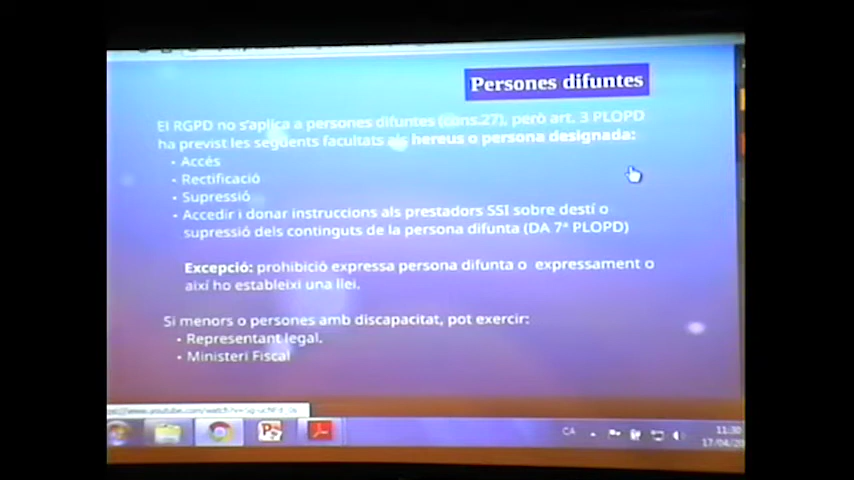 Persones difuntes
El RGPD no s'aplica a persones difuntes (cons.27), però art. 3 PLOPD
ha previst les següents facultats als hereus o persona designada:
• Accés
• Rectificació
• Supressió
• Accedir i donar instruccions als prestadors SSI sobre destí o
supressió dels continguts de la persona difunta (DA 7ª PLOPD)
Excepció: prohibició expressa persona difunta o expressament o
així ho estableixi una llei.
Si menors o persones amb discapacitat, pot exercir:
• Representant legal.
• Ministeri Fiscal
CA
11:30
17/04/20